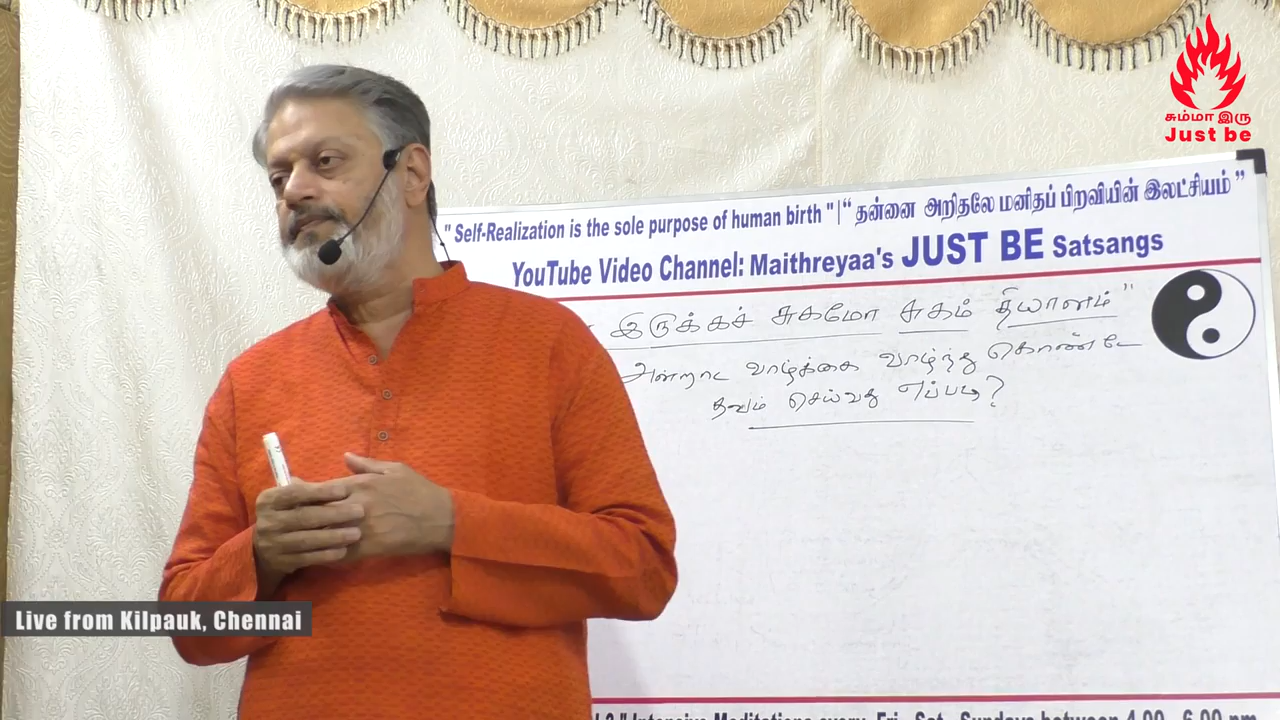 சும்மா இரு
Just be
" Self-Realization is the sole purpose of human birth " | “ தன்னை அறிதலே மனிதப் பிறவியின் இலட்சியம் ”
YouTube Video Channel: Maithreyaa's JUST BE Satsangs
இருக்கச் சுகமோ சுகம் தியானம் "
அன்றாட வாழ்க்கை வாழ்ந்து கொண்டே
தவம் செய்வது எப்படி?
Live from Kilpauk, Chennai
" Intensive Meditations every Fri, Sat, Sundays between 4.00 - 6.00 pm